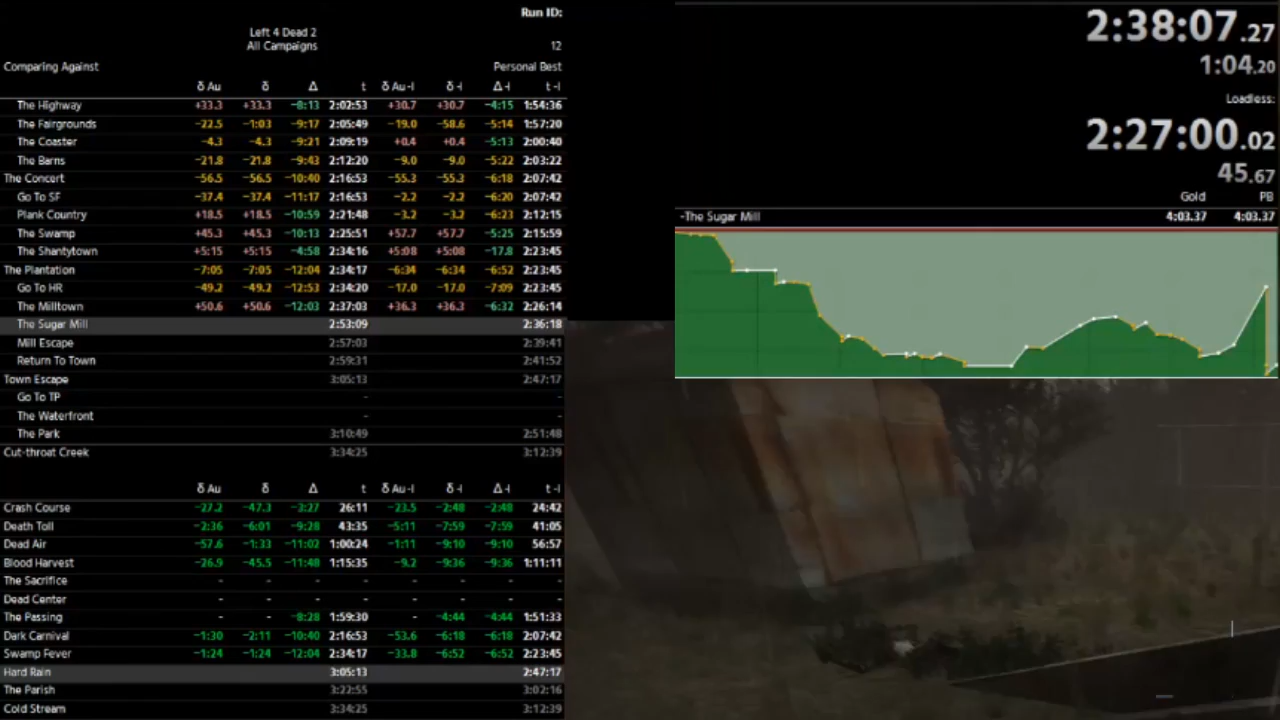 Run ID:
Left 4 Dead 2
All Campaigns 12
Comparing Against Personal Best
δ Au δ Δ t δ Au -l δ -l Δ -l t -l
The Highway +33.3 +33.3 −8:13 2:02:53 +30.7 +30.7 −4:15 1:54:36
The Fairgrounds −22.5 −1:03 −9:17 2:05:49 −19.0 −58.6 −5:14 1:57:20
The Coaster −4.3 −4.3 −9:21 2:09:19 +0.4 +0.4 −5:13 2:00:40
The Barns −21.8 −21.8 −9:43 2:12:20 −9.0 −9.0 −5:22 2:03:22
The Concert −56.5 −56.5 −10:40 2:16:53 −55.3 −55.3 −6:18 2:07:42
Go To SF −37.4 −37.4 −11:17 2:16:53 −2.2 −2.2 −6:20 2:07:42
Plank Country +18.5 +18.5 −10:59 2:21:48 −3.2 −3.2 −6:23 2:12:15
The Swamp +45.3 +45.3 −10:13 2:25:51 +57.7 +57.7 −5:25 2:15:59
The Shantytown +5:15 +5:15 −4:58 2:34:16 +5:08 +5:08 −17.8 2:23:45
The Plantation −7:05 −7:05 −12:04 2:34:17 −6:34 −6:34 −6:52 2:23:45
Go To HR −49.2 −49.2 −12:53 2:34:20 −17.0 −17.0 −7:09 2:23:45
The Milltown +50.6 +50.6 −12:03 2:37:03 +36.3 +36.3 −6:32 2:26:14
The Sugar Mill 2:53:09 2:36:18
Mill Escape 2:57:03 2:39:41
Return To Town 2:59:31 2:41:52
Town Escape 3:05:13 2:47:17
Go To TP - -
The Waterfront - -
The Park 3:10:49 2:51:48
Cut-throat Creek 3:34:25 3:12:39
δ Au δ Δ t δ Au -l δ -l Δ -l t -l
Crash Course −27.2 −47.3 −3:27 26:11 −23.5 −2:48 −2:48 24:42
Death Toll −2:36 −6:01 −9:28 43:35 −5:11 −7:59 −7:59 41:05
Dead Air −57.6 −1:33 −11:02 1:00:24 −1:11 −9:10 −9:10 56:57
Blood Harvest −26.9 −45.5 −11:48 1:15:35 −9.2 −9:36 −9:36 1:11:11
The Sacrifice - - - - - - - -
Dead Center - - - - - - - -
The Passing - - −8:28 1:59:30 - −4:44 −4:44 1:51:33
Dark Carnival −1:30 −2:11 −10:40 2:16:53 −53.6 −6:18 −6:18 2:07:42
Swamp Fever −1:24 −1:24 −12:04 2:34:17 −33.8 −6:52 −6:52 2:23:45
Hard Rain 3:05:13 2:47:17
The Parish 3:22:55 3:02:16
Cold Stream 3:34:25 3:12:39
2:38:07.27
1:04.20
Loadless:
2:27:00.02
45.67
Gold PB
-The Sugar Mill 4:03.37 4:03.37